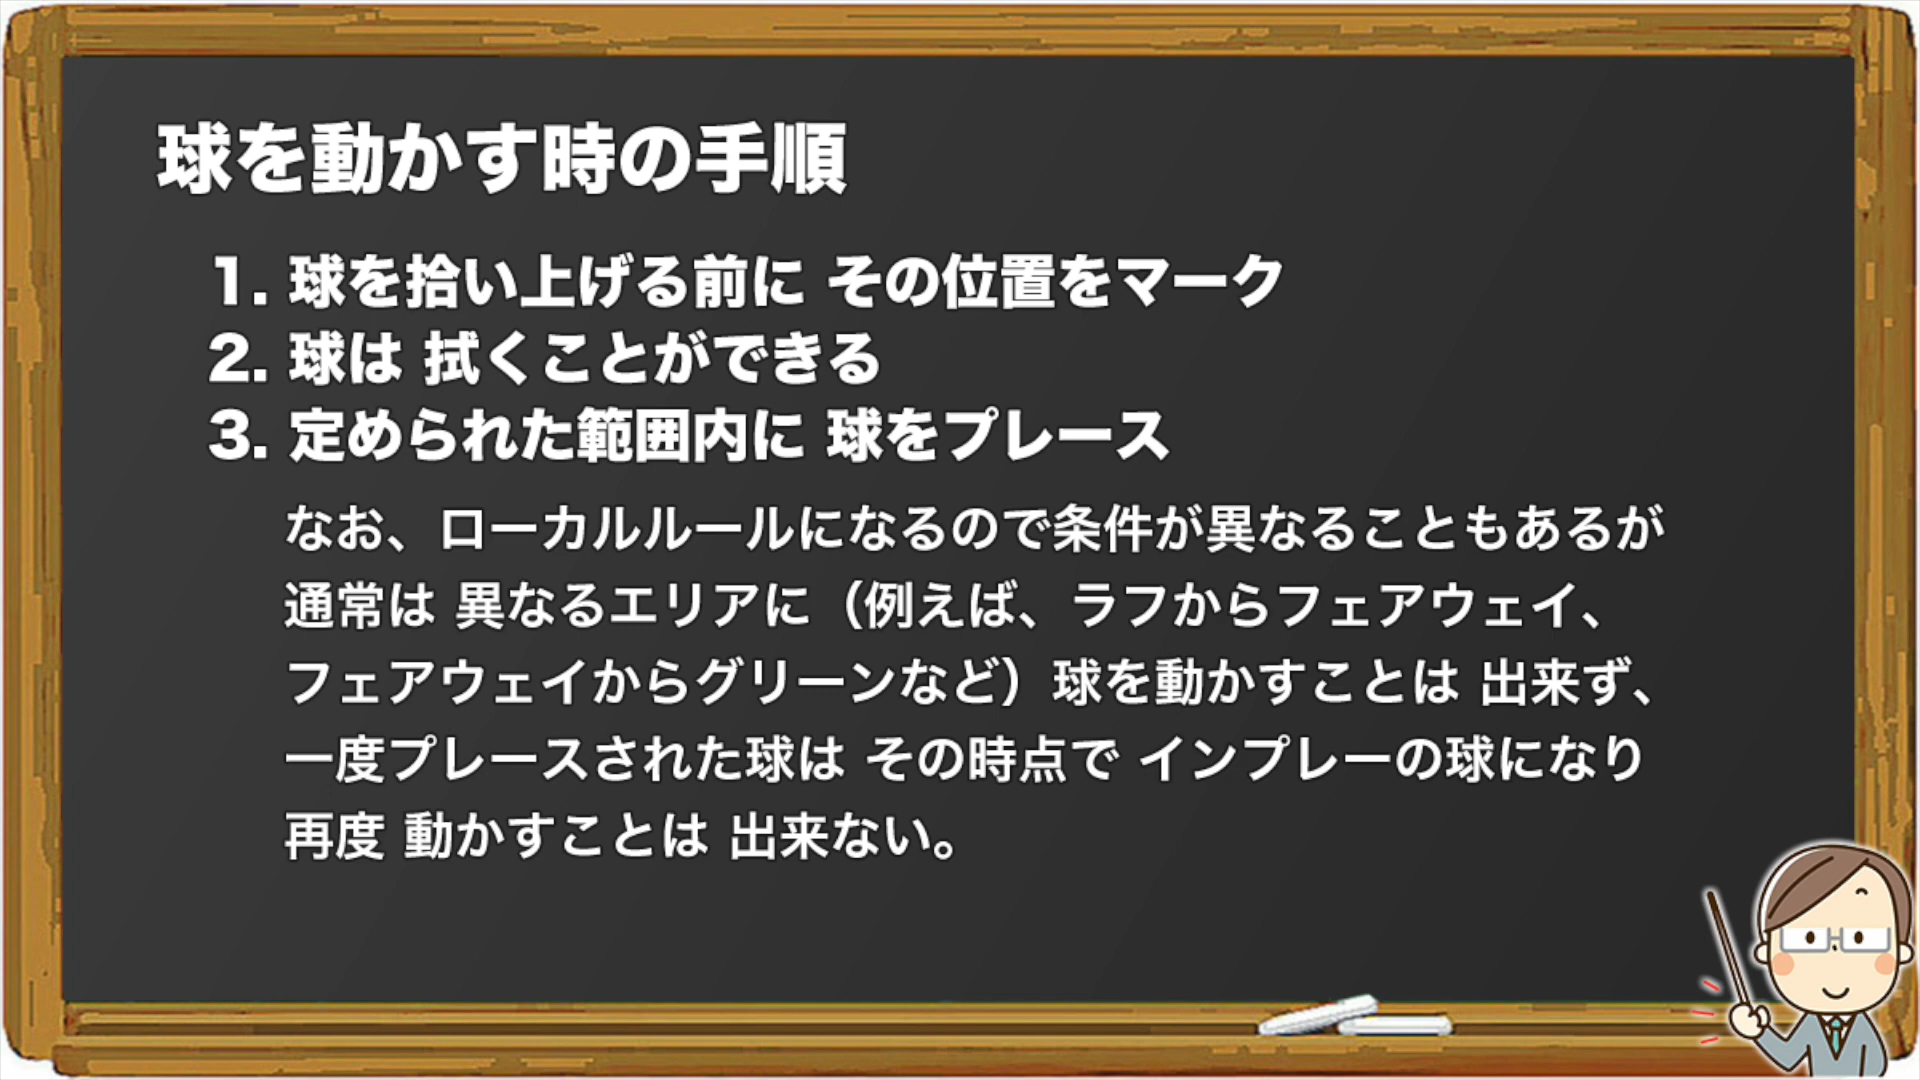 球を動かす時の手順
1. 球を拾い上げる前に その位置をマーク
2. 球は 拭くことができる
3. 定められた範囲内に 球をプレース
なお、ローカルルールになるので条件が異なることもあるが
通常は 異なるエリアに（例えば、ラフからフェアウェイ、
フェアウェイからグリーンなど）球を動かすことは 出来ず、
一度プレースされた球は その時点で インプレーの球になり
再度 動かすことは 出来ない。